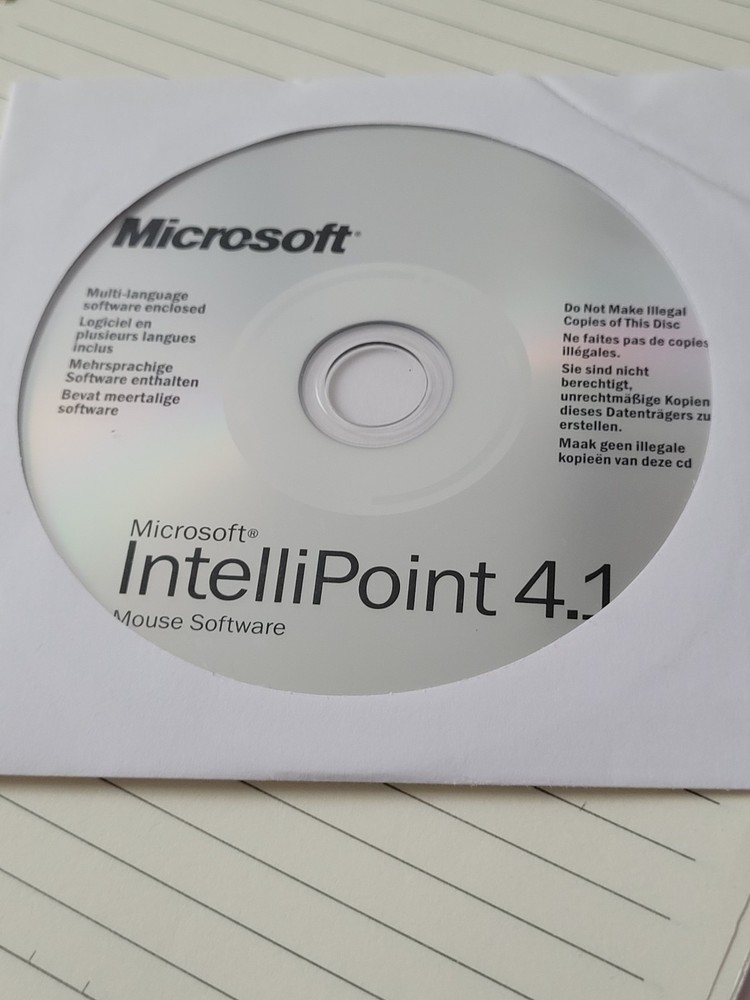 Microsoft®
Multi-language
software enclosed
Logiciel en
plusieurs langues
inclus
Mehrsprachige
Software enthalten
Bevat meertalige
software
Do Not Make Illegal
Copies of This Disc
Ne faites pas de copies
illégales.
Sie sind nicht
berechtigt,
unrechtmäßige Kopien
dieses Datenträgers zu
erstellen.
Maak geen illegale
kopieën van deze cd
Microsoft®
IntelliPoint 4.1
Mouse Software